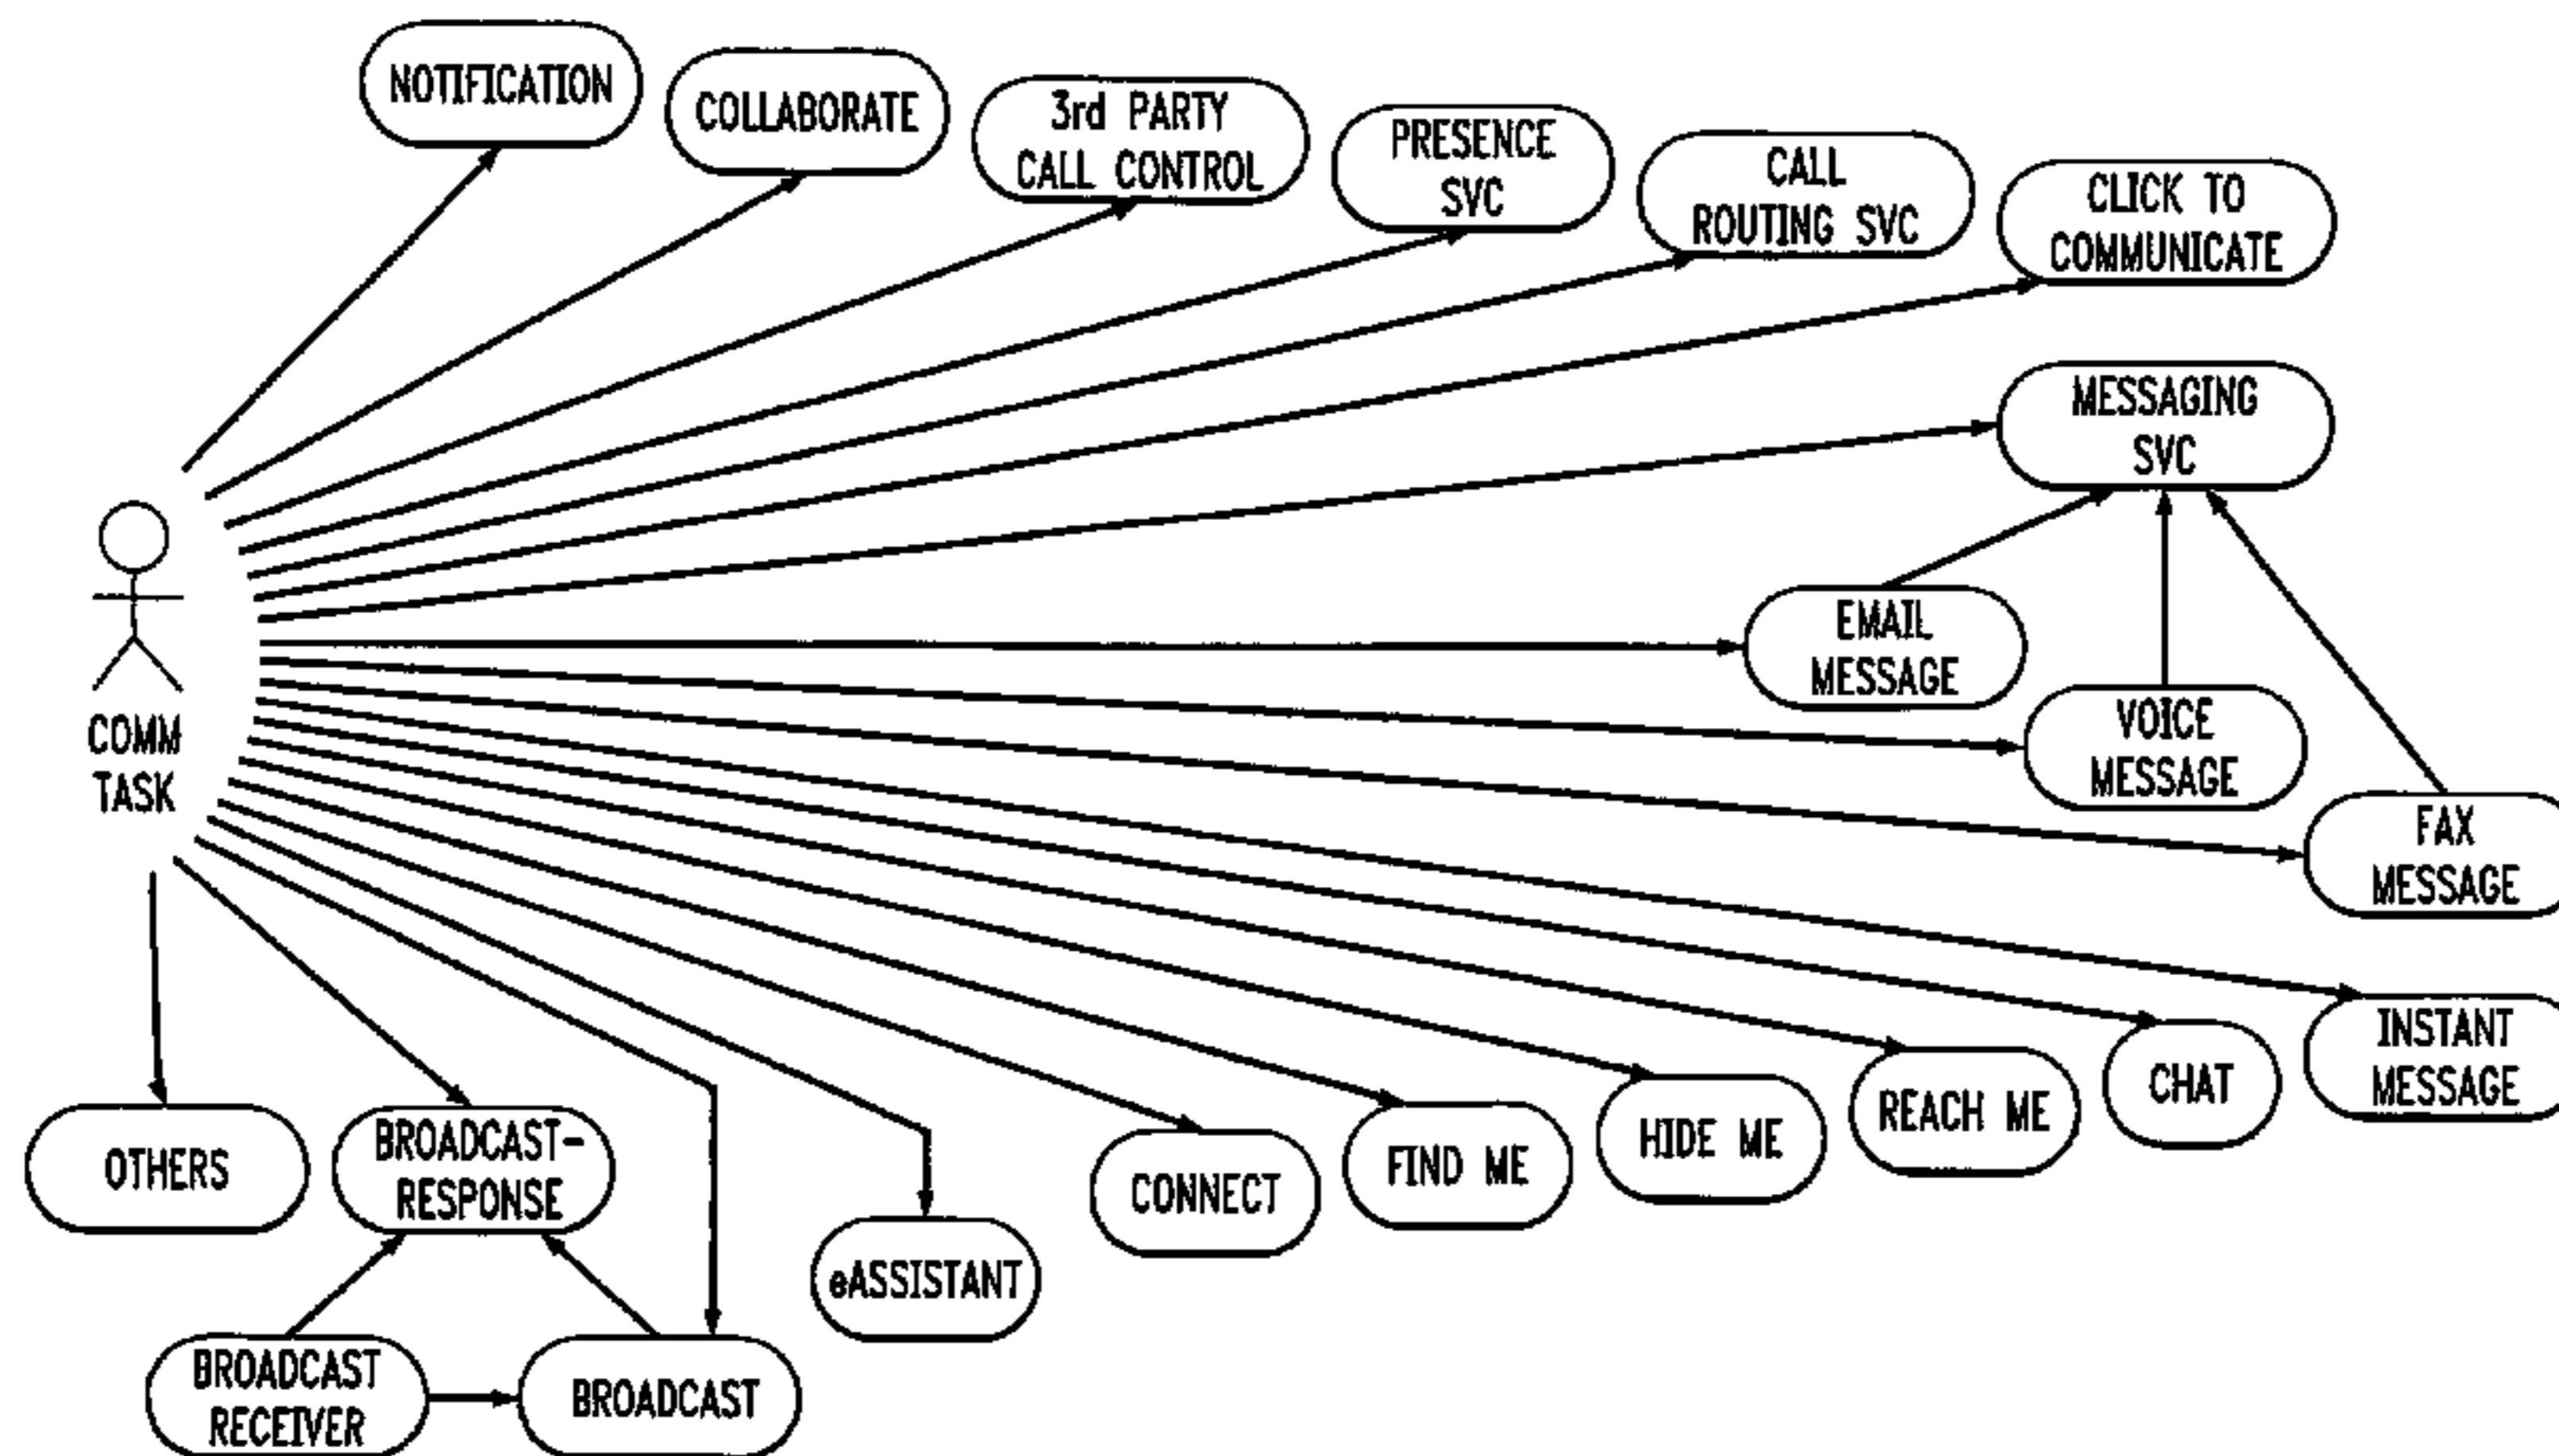 NOTIFICATION
COLLABORATE
3rd PARTY
CALL CONTROL
PRESENCE
SVC
CALL
ROUTING SVC
CLICK TO
COMMUNICATE
MESSAGING
SVC
EMAIL
MESSAGE
VOICE
MESSAGE
FAX
MESSAGE
COMM
TASK
INSTANT
MESSAGE
CHAT
REACH ME
HIDE ME
FIND ME
CONNECT
eASSISTANT
OTHERS
BROADCAST-
RESPONSE
BROADCAST
RECEIVER
BROADCAST